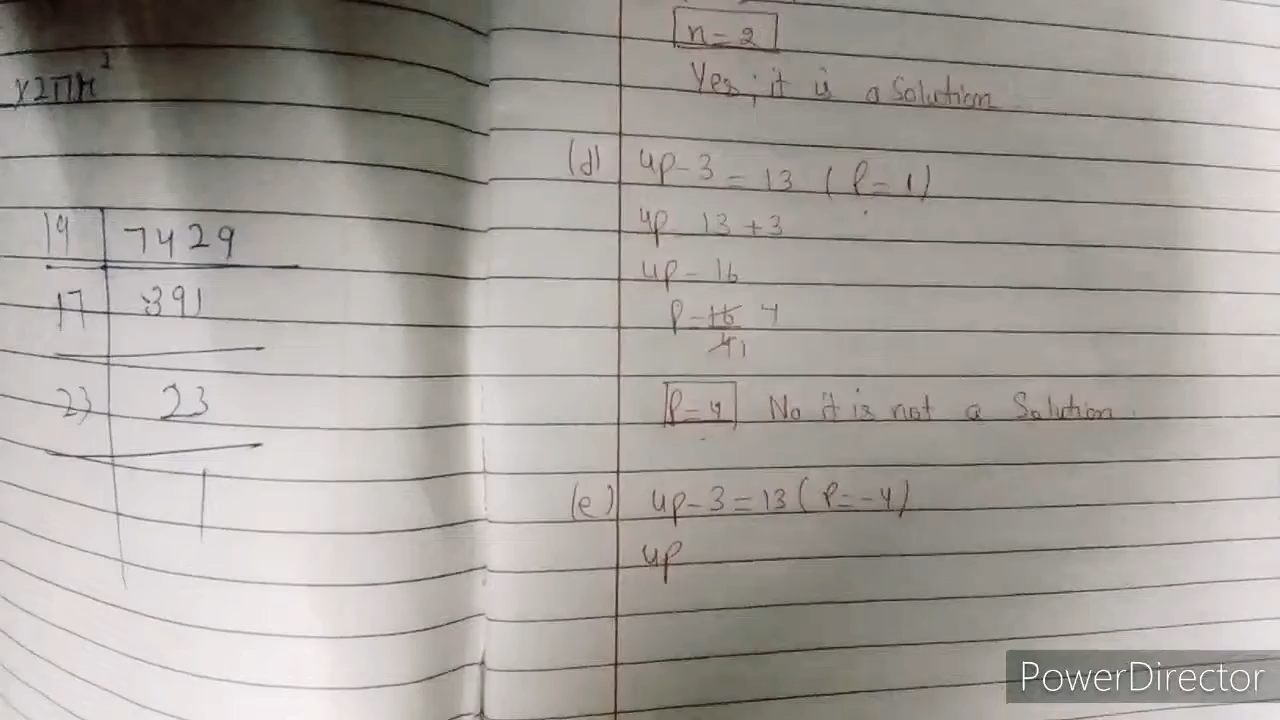 x2πr²
19 | 7429
17 | 391
23 | 23
1
n=2
Yes, it is a solution
(d) 4p-3=13 (P=1)
4p 13+3
4p-16
P-16 4
41
P=4 No it is not a Solution.
(e) 4p-3=13 (P=-4)
4p
PowerDirector